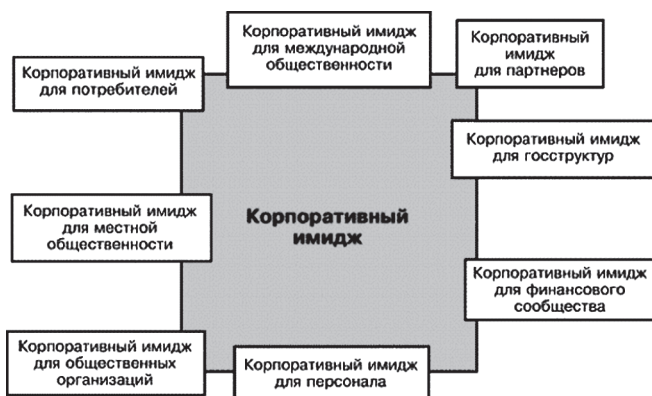 Корпоративный имидж
для международной
общественности
Корпоративный
имидж
для партнеров
Корпоративный имидж
для потребителей
Корпоративный имидж
для госструктур
Корпоративный имидж
для местной
общественности
Корпоративный
имидж
Корпоративный имидж
для финансового
сообщества
Корпоративный имидж
для общественных
организаций
Корпоративный имидж
для персонала